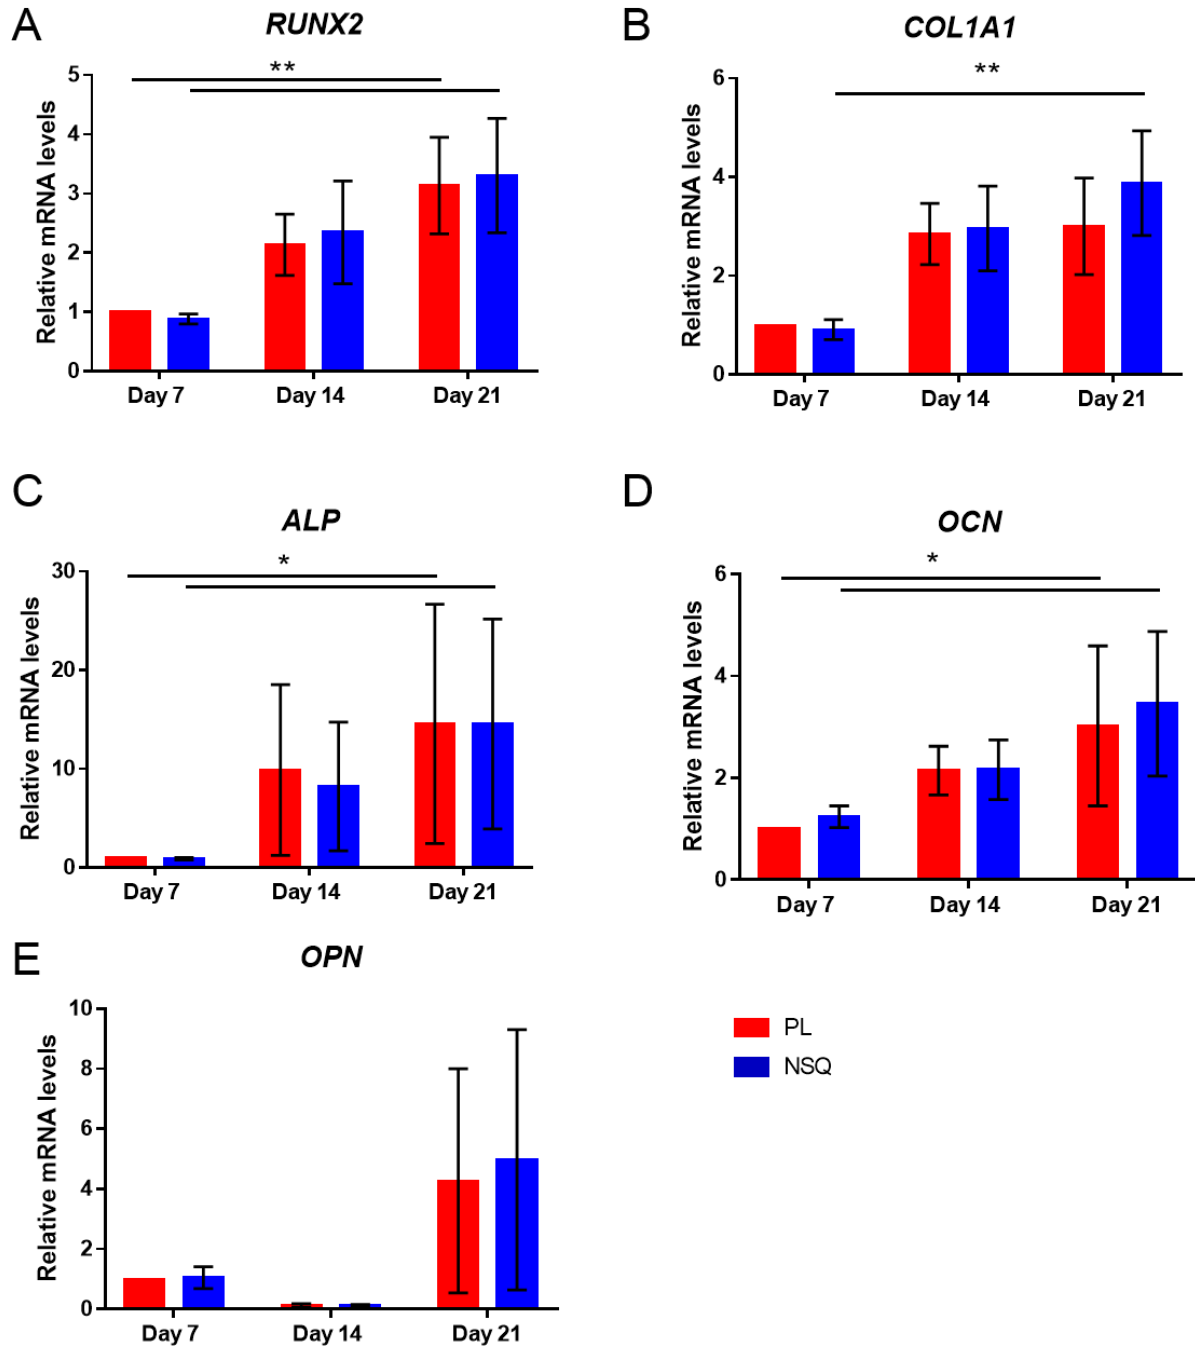 A
RUNX2
**
Relative mRNA levels
5
4
3
2
1
0
Day 7
Day 14
Day 21
B
COL1A1
**
Relative mRNA levels
6
4
2
0
Day 7
Day 14
Day 21
C
ALP
*
Relative mRNA levels
30
20
10
0
Day 7
Day 14
Day 21
D
OCN
*
Relative mRNA levels
6
4
2
0
Day 7
Day 14
Day 21
E
OPN
Relative mRNA levels
10
8
6
4
2
0
Day 7
Day 14
Day 21
PL
NSQ